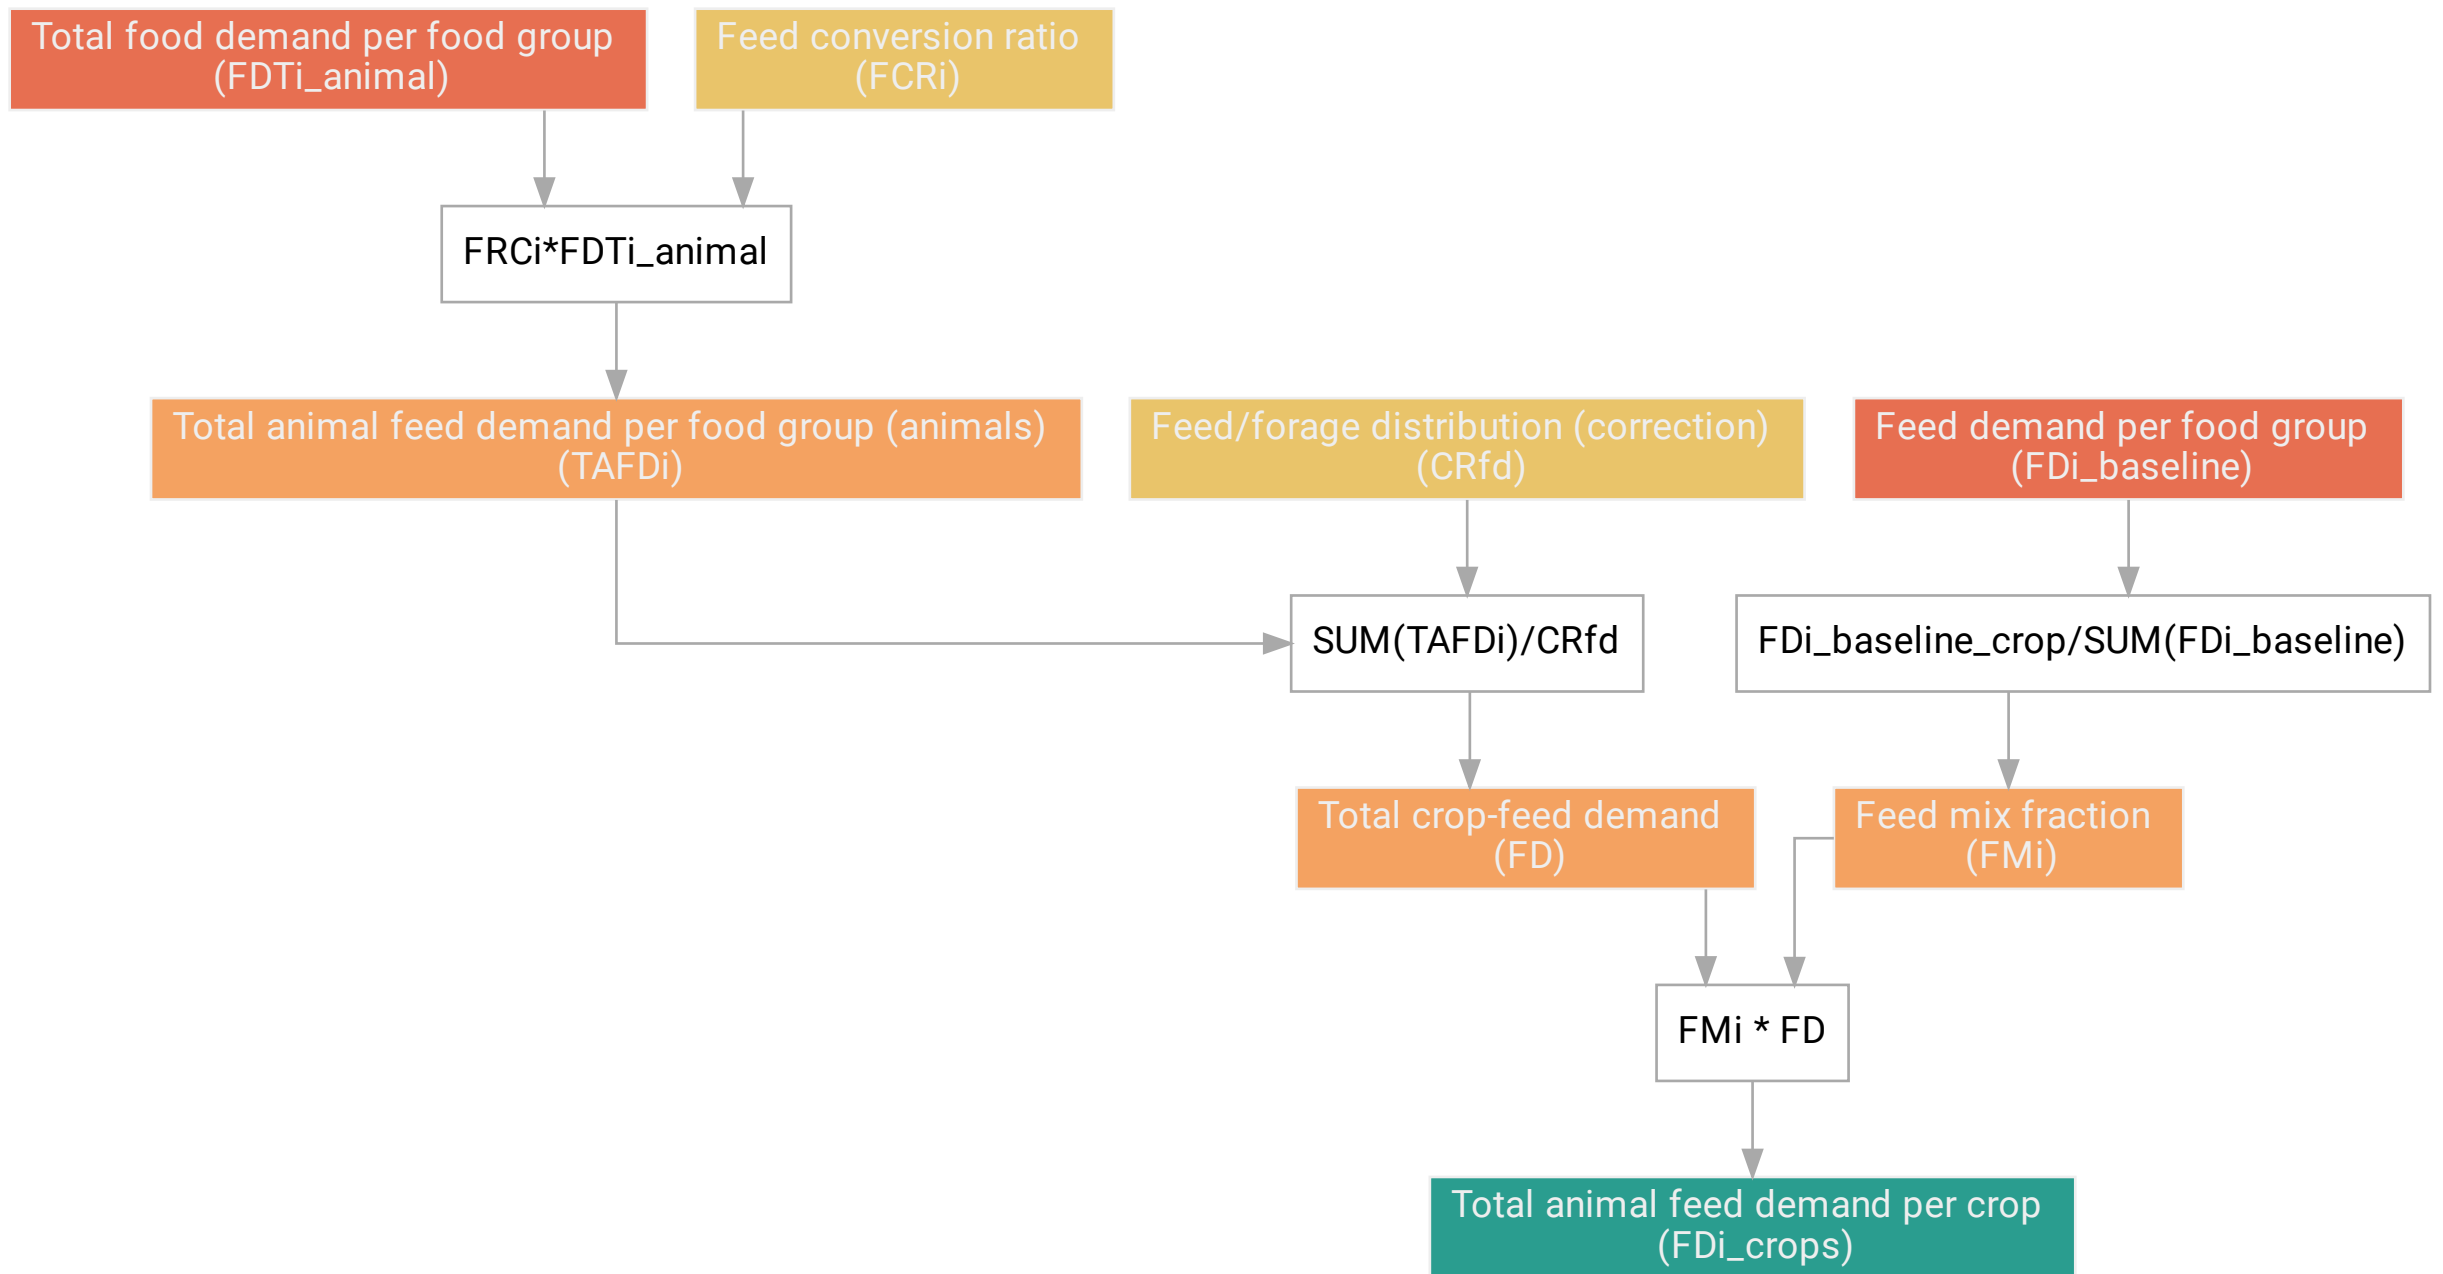 Total food demand per food group
(FDTi_animal)
Feed conversion ratio
(FCRi)
FRCi*FDTi_animal
Total animal feed demand per food group (animals)
(TAFDi)
Feed/forage distribution (correction)
(CRfd)
Feed demand per food group
(FDi_baseline)
SUM(TAFDi)/CRfd
FDi_baseline_crop/SUM(FDi_baseline)
Total crop-feed demand
(FD)
Feed mix fraction
(FMi)
FMi * FD
Total animal feed demand per crop
(FDi_crops)